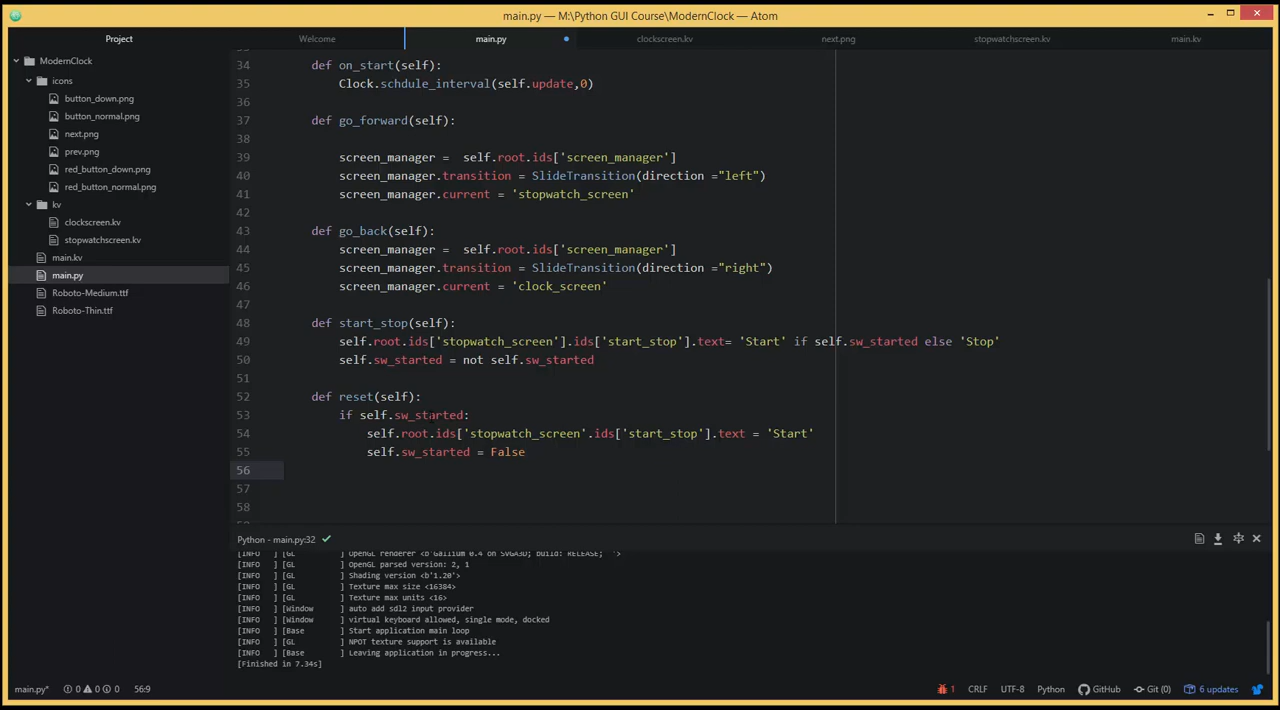 main.py — M:\Python GUI Course\ModernClock — Atom
Project
Welcome
main.py
clockscreen.kv
next.png
stopwatchscreen.kv
main.kv
ModernClock
icons
button_down.png
button_normal.png
next.png
prev.png
red_button_down.png
red_button_normal.png
kv
clockscreen.kv
stopwatchscreen.kv
main.kv
main.py
Roboto-Medium.ttf
Roboto-Thin.ttf
34 def on_start(self):
35 Clock.schdule_interval(self.update,0)
36
37 def go_forward(self):
38
39 screen_manager =  self.root.ids['screen_manager']
40 screen_manager.transition = SlideTransition(direction ="left")
41 screen_manager.current = 'stopwatch_screen'
42
43 def go_back(self):
44 screen_manager =  self.root.ids['screen_manager']
45 screen_manager.transition = SlideTransition(direction ="right")
46 screen_manager.current = 'clock_screen'
47
48 def start_stop(self):
49 self.root.ids['stopwatch_screen'].ids['start_stop'].text= 'Start' if self.sw_started else 'Stop'
50 self.sw_started = not self.sw_started
51
52 def reset(self):
53 if self.sw_started:
54 self.root.ids['stopwatch_screen'.ids['start_stop'].text = 'Start'
55 self.sw_started = False
56
57
58
Python - main.py:32
[INFO   ] [GL          ] OpenGL renderer <b'Gallium 0.4 on SVGA3D; build: RELEASE;  '>
[INFO   ] [GL          ] OpenGL parsed version: 2, 1
[INFO   ] [GL          ] Shading version <b'1.20'>
[INFO   ] [GL          ] Texture max size <16384>
[INFO   ] [GL          ] Texture max units <16>
[INFO   ] [Window      ] auto add sdl2 input provider
[INFO   ] [Window      ] virtual keyboard allowed, single mode, docked
[INFO   ] [Base        ] Start application main loop
[INFO   ] [GL          ] NPOT texture support is available
[INFO   ] [Base        ] Leaving application in progress...
[Finished in 7.34s]
main.py* 0 0 0 56:9 1 CRLF UTF-8 Python GitHub Git (0) 6 updates